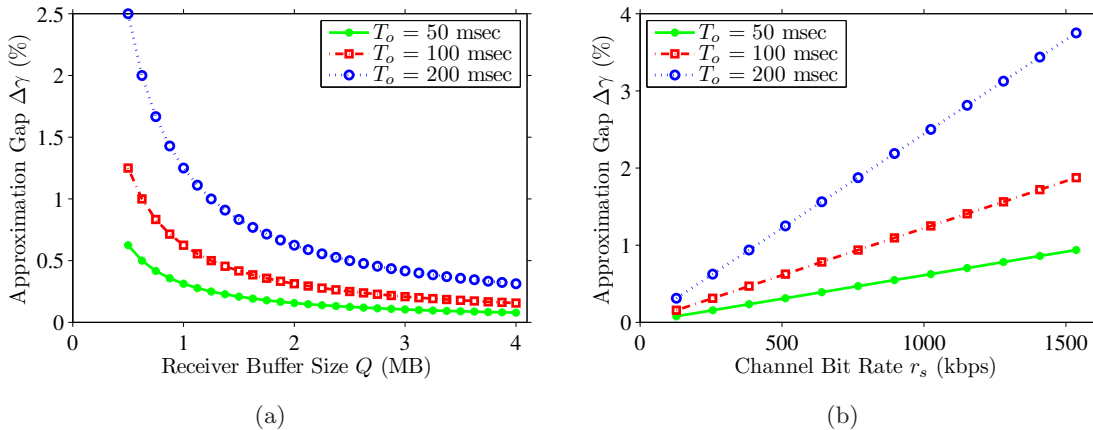 2.5
2
1.5
1
0.5
0
0
1
2
3
4
Approximation Gap Δγ (%)
Receiver Buffer Size Q (MB)
T_o = 50 msec
T_o = 100 msec
T_o = 200 msec
(a)
4
3
2
1
0
0
500
1000
1500
Approximation Gap Δγ (%)
Channel Bit Rate r_s (kbps)
T_o = 50 msec
T_o = 100 msec
T_o = 200 msec
(b)